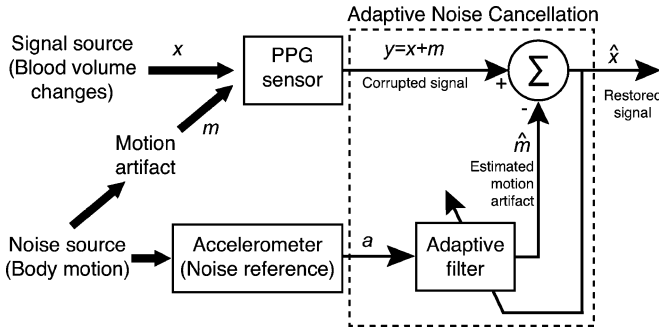 Adaptive Noise Cancellation
Signal source
(Blood volume
changes)
x
PPG
sensor
y=x+m
Corrupted signal
+
Σ
-
x̂
Restored
signal
m
Motion
artifact
m̂
Estimated
motion
artifact
Noise source
(Body motion)
Accelerometer
(Noise reference)
a
Adaptive
filter